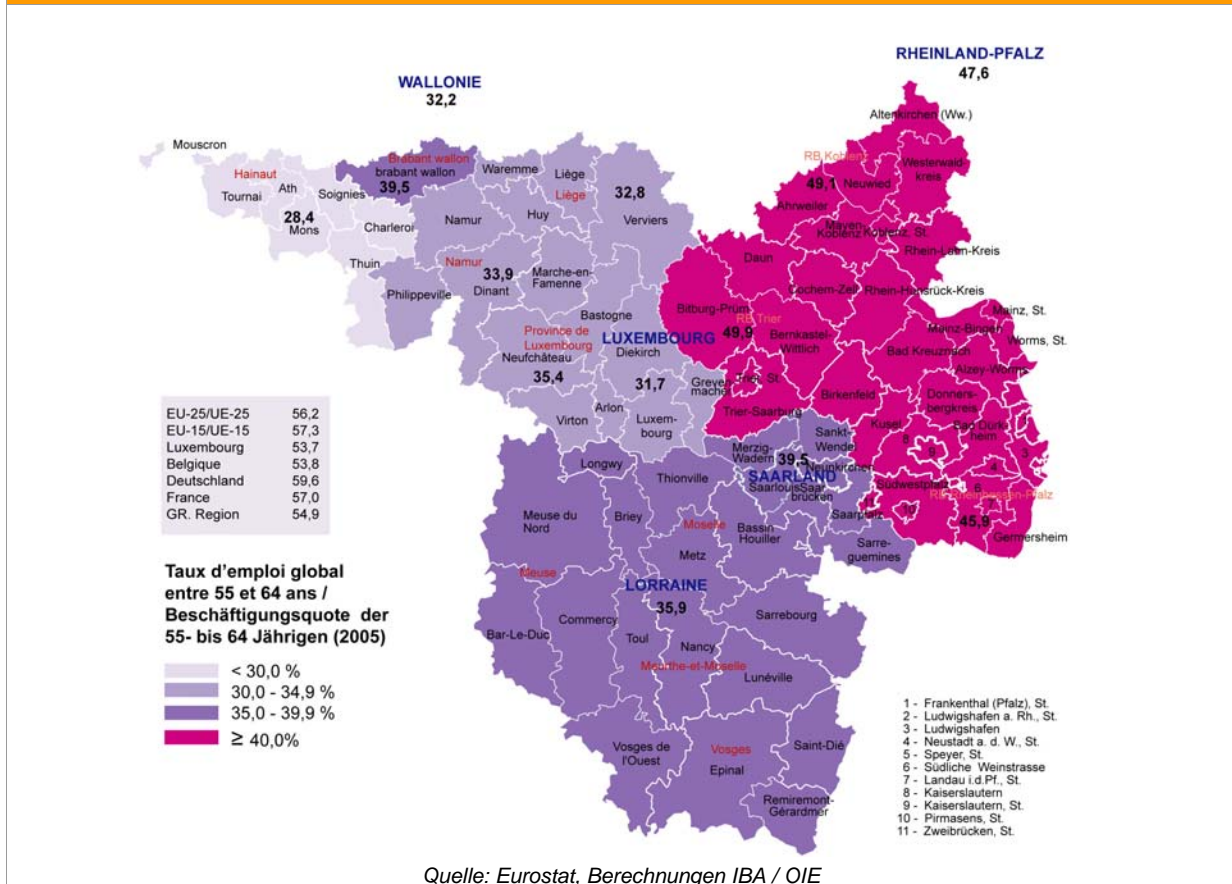 RHEINLAND-PFALZ
47,6
WALLONIE
32,2
Altenkirchen (Ww.)
Mouscron
Hainaut
Tournai
Ath
Soignies
28,4
Mons
Charleroi
Thuin
Brabant wallon
brabant wallon
39,5
Waremme
Liège
Liège
32,8
Verviers
Namur
Huy
Namur
33,9
Dinant
Marche-en-
Famenne
Philippeville
Bastogne
Province de
Luxembourg
Neufchâteau
35,4
Virton
Arlon
LUXEMBOURG
Diekirch
31,7
Greven-
macher
Luxem-
bourg
RB Koblenz
49,1
Neuwied
Westerwald
kreis
Ahrweiler
Mayen-
Koblenz
Koblenz, St.
Rhein-Lahn-Kreis
Daun
Cochem-Zell
Rhein-Hunsrück-Kreis
Bitburg-Prüm
RB Trier
49,9
Bernkastel-
Wittlich
Trier, St.
Trier-Saarburg
Birkenfeld
Mainz, St.
Mainz-Bingen
Worms, St.
Bad Kreuznach
Alzey-Worms
Donners-
bergkreis
Kusel
Bad Dürk-
heim
Südwestpfalz
RB Rheinhessen-Pfalz
45,9
Germersheim
1
3
4
6
7
8
9
10
11
Merzig-
Wadern
Sankt-
Wendel
39,5
Neunkirchen
SAARLAND
Saarlouis
Saar
brücken
Saarpfalz
Sarre-
guemines
Longwy
Thionville
Meuse du
Nord
Briey
Moselle
Bassin
Houiller
Metz
Meuse
LORRAINE
35,9
Sarrebourg
Commercy
Bar-Le-Duc
Toul
Nancy
Meurthe-et-Moselle
Lunéville
Vosges de
l'Ouest
Vosges
Epinal
Saint-Dié
Remiremont-
Gérardmer
EU-25/UE-25 56,2
EU-15/UE-15 57,3
Luxembourg 53,7
Belgique 53,8
Deutschland 59,6
France 57,0
GR. Region 54,9
Taux d'emploi global
entre 55 et 64 ans /
Beschäftigungsquote der
55- bis 64 Jährigen (2005)
< 30,0 %
30,0 - 34,9 %
35,0 - 39,9 %
≥ 40,0%
1 - Frankenthal (Pfalz), St.
2 - Ludwigshafen a. Rh., St.
3 - Ludwigshafen
4 - Neustadt a. d. W., St.
5 - Speyer, St.
6 - Südliche Weinstrasse
7 - Landau i.d.Pf., St.
8 - Kaiserslautern
9 - Kaiserslautern, St.
10 - Pirmasens, St.
11 - Zweibrücken, St.
Quelle: Eurostat, Berechnungen IBA / OIE